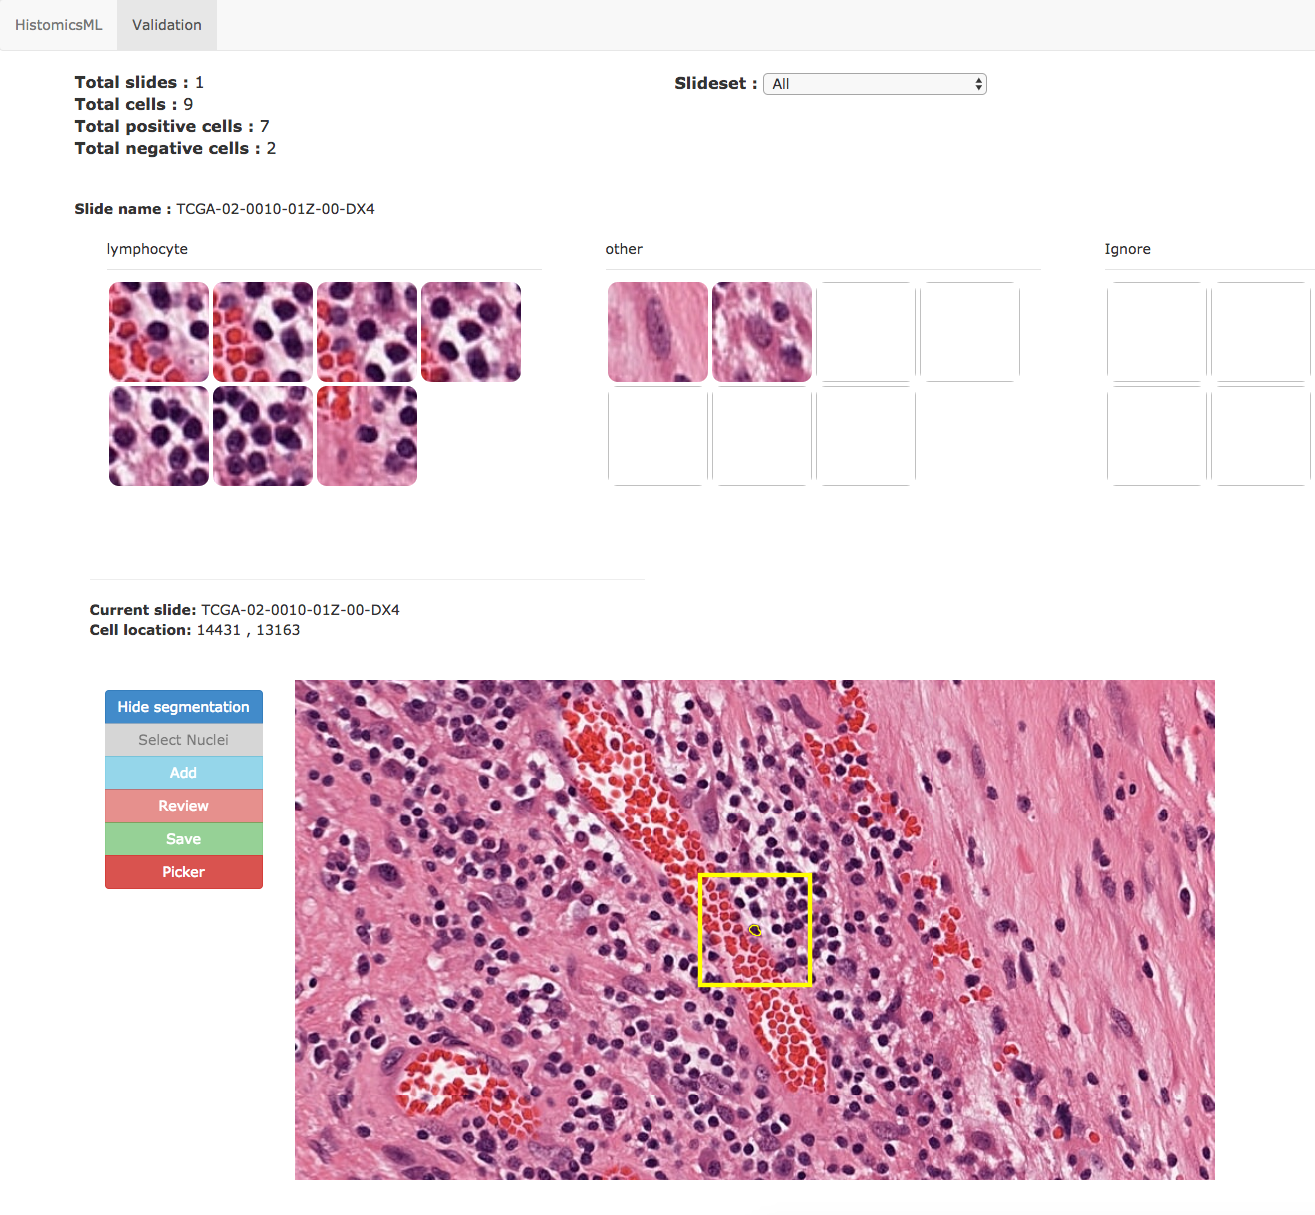 HistomicsML Validation
Total slides : 1
Slideset : All
Total cells : 9
Total positive cells : 7
Total negative cells : 2
Slide name : TCGA-02-0010-01Z-00-DX4
lymphocyte other Ignore
Current slide: TCGA-02-0010-01Z-00-DX4
Cell location: 14431 , 13163
Hide segmentation
Select Nuclei
Add
Review
Save
Picker